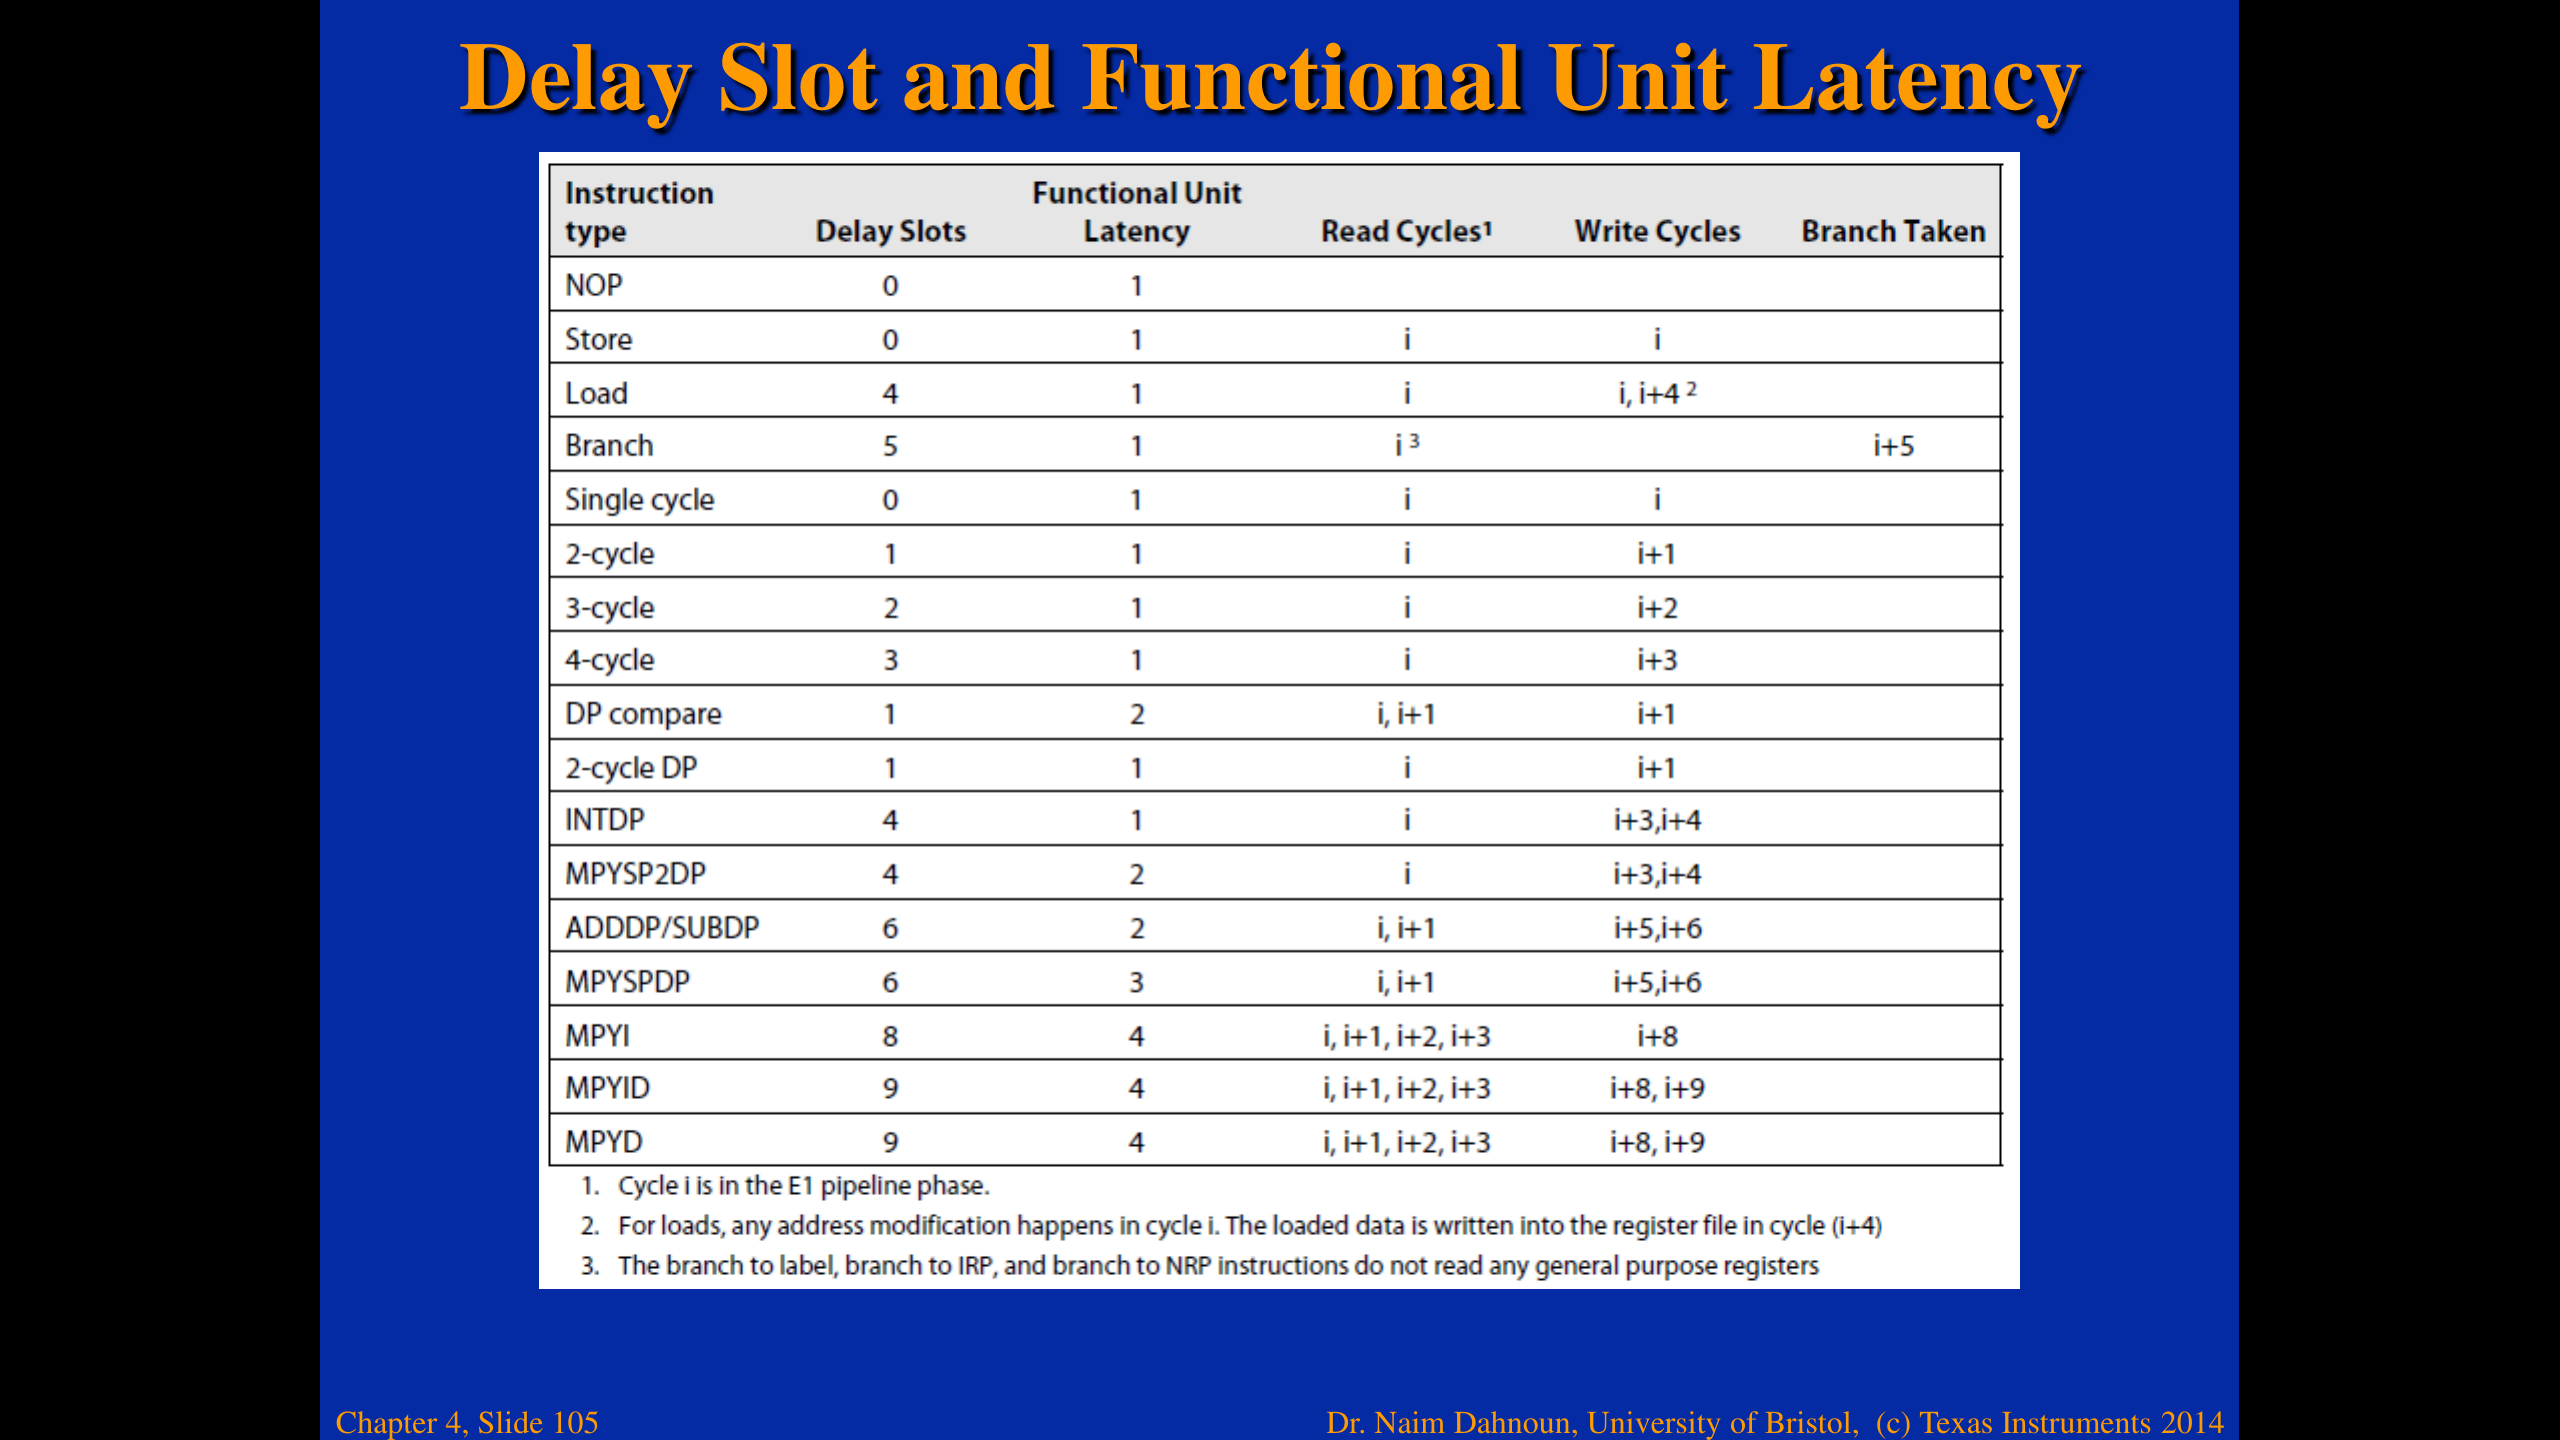 Delay Slot and Functional Unit Latency
Instruction type Delay Slots Functional Unit Latency Read Cycles¹ Write Cycles Branch Taken
NOP 0 1
Store 0 1 i i
Load 4 1 i i, i+4 ²
Branch 5 1 i ³ i+5
Single cycle 0 1 i i
2-cycle 1 1 i i+1
3-cycle 2 1 i i+2
4-cycle 3 1 i i+3
DP compare 1 2 i, i+1 i+1
2-cycle DP 1 1 i i+1
INTDP 4 1 i i+3,i+4
MPYSP2DP 4 2 i i+3,i+4
ADDDP/SUBDP 6 2 i, i+1 i+5,i+6
MPYSPDP 6 3 i, i+1 i+5,i+6
MPYI 8 4 i, i+1, i+2, i+3 i+8
MPYID 9 4 i, i+1, i+2, i+3 i+8, i+9
MPYD 9 4 i, i+1, i+2, i+3 i+8, i+9
1. Cycle i is in the E1 pipeline phase.
2. For loads, any address modification happens in cycle i. The loaded data is written into the register file in cycle (i+4)
3. The branch to label, branch to IRP, and branch to NRP instructions do not read any general purpose registers
Chapter 4, Slide 105
Dr. Naim Dahnoun, University of Bristol, (c) Texas Instruments 2014